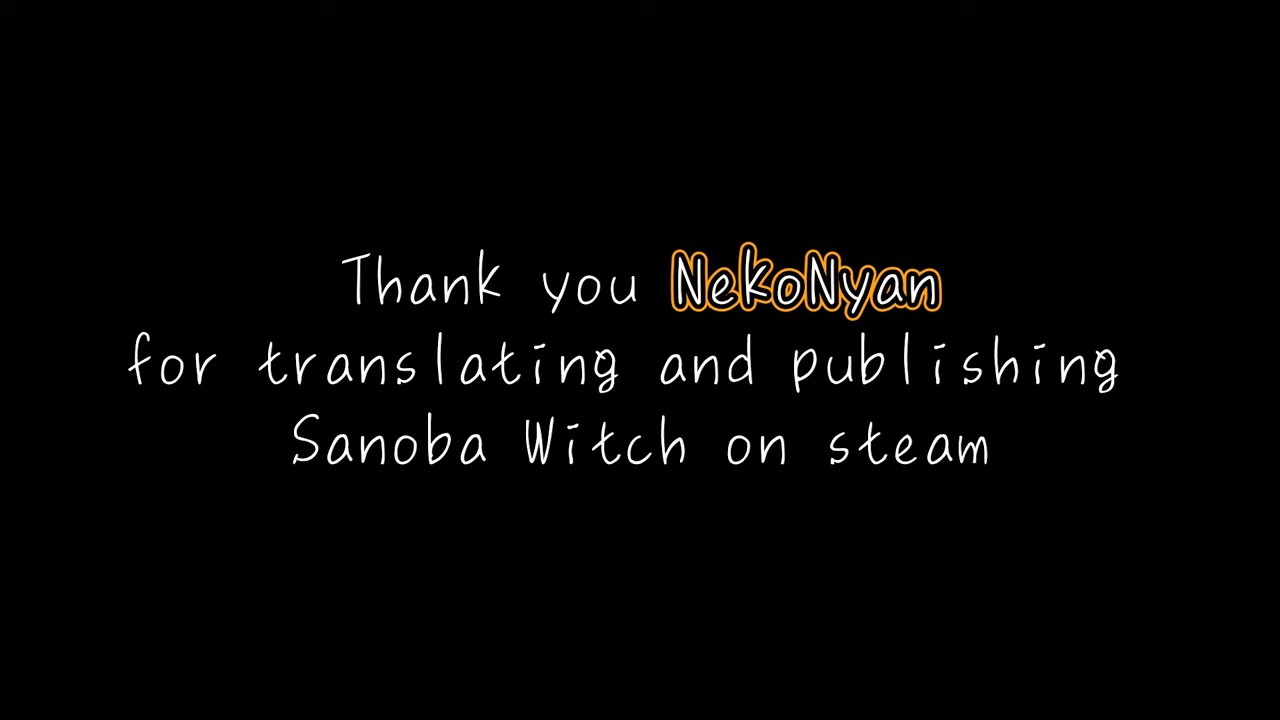 Thank you NekoNyan
for translating and publishing
Sanoba Witch on steam